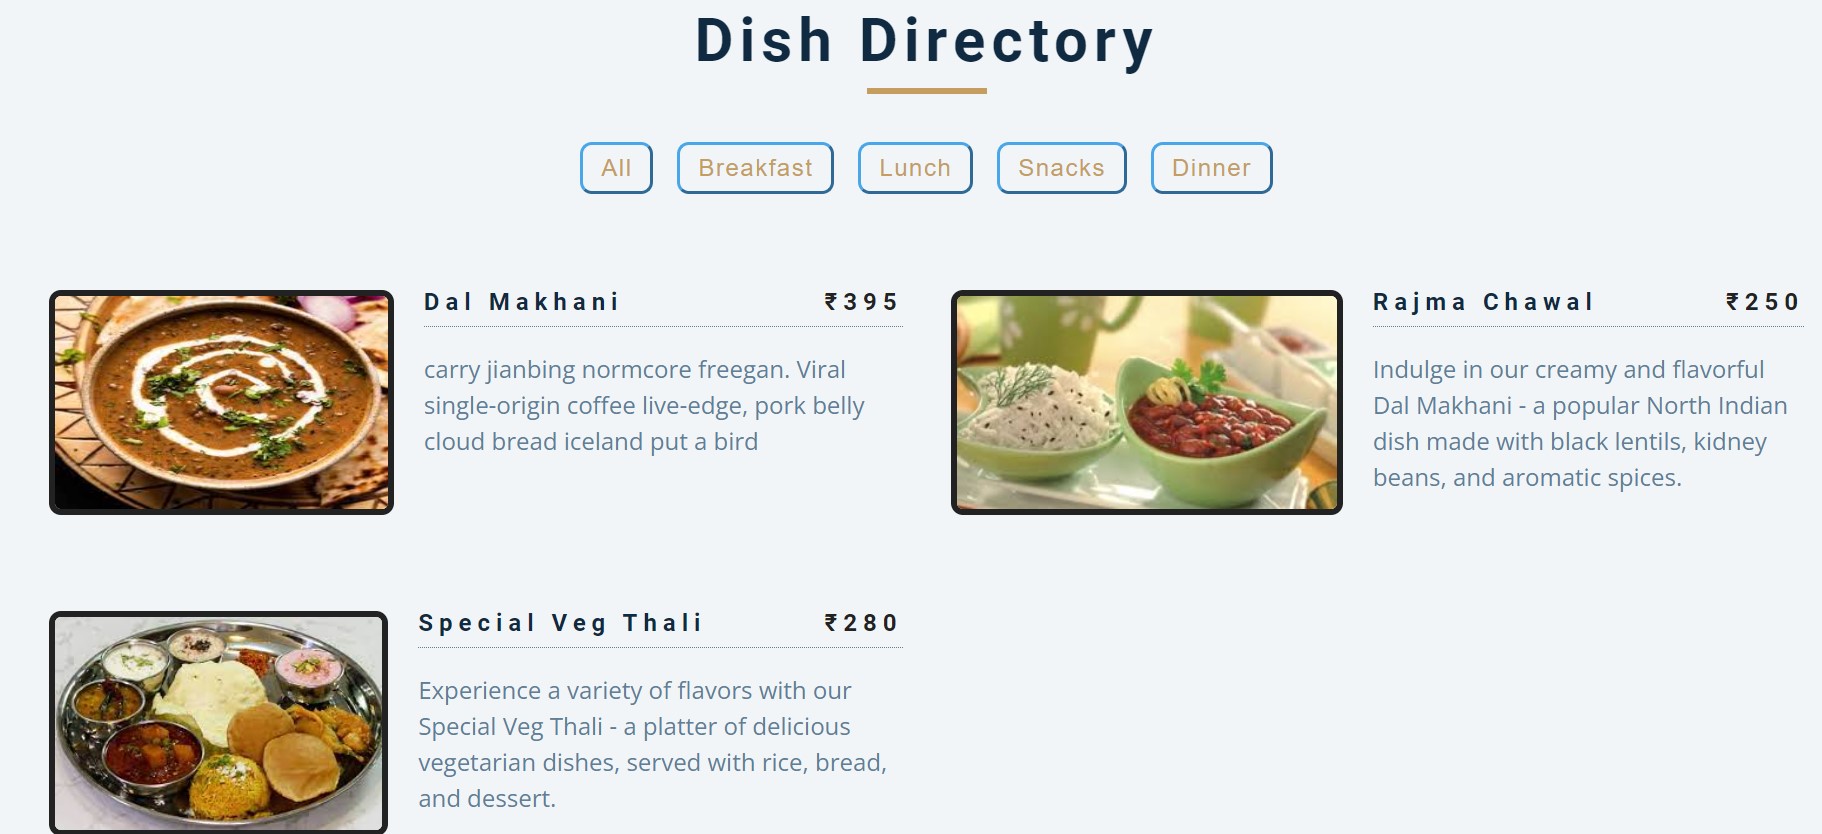 Dish Directory
All Breakfast Lunch Snacks Dinner
Dal Makhani ₹395
carry jianbing normcore freegan. Viral
single-origin coffee live-edge, pork belly
cloud bread iceland put a bird
Rajma Chawal ₹250
Indulge in our creamy and flavorful
Dal Makhani - a popular North Indian
dish made with black lentils, kidney
beans, and aromatic spices.
Special Veg Thali ₹280
Experience a variety of flavors with our
Special Veg Thali - a platter of delicious
vegetarian dishes, served with rice, bread,
and dessert.